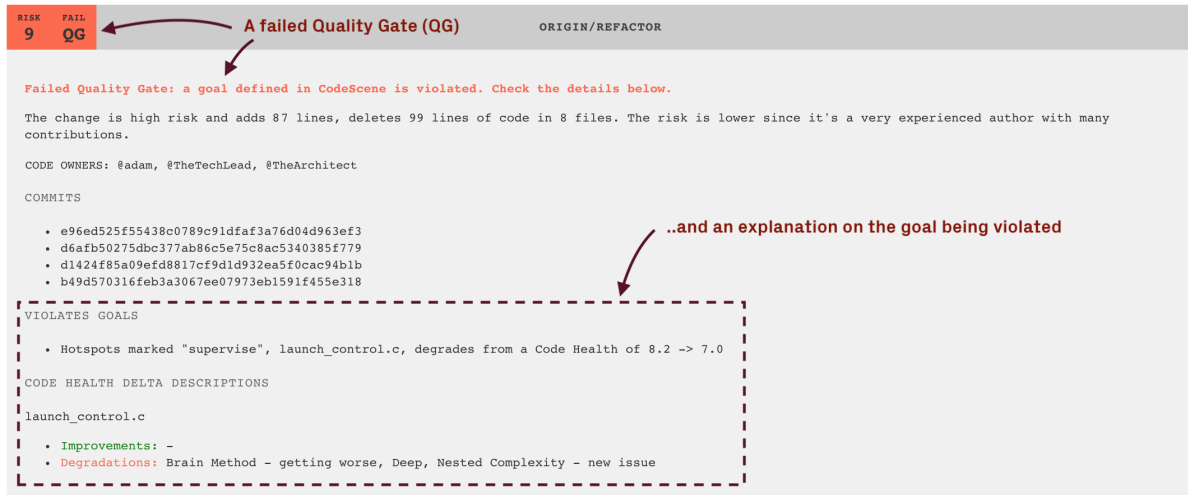 RISK FAIL
9 QG
A failed Quality Gate (QG)
ORIGIN/REFACTOR
Failed Quality Gate: a goal defined in CodeScene is violated. Check the details below.
The change is high risk and adds 87 lines, deletes 99 lines of code in 8 files. The risk is lower since it's a very experienced author with many
contributions.
CODE OWNERS: @adam, @TheTechLead, @TheArchitect
COMMITS
• e96ed525f55438c0789c91dfaf3a76d04d963ef3
• d6afb50275dbc377ab86c5e75c8ac5340385f779
• d1424f85a09efd8817cf9d1d932ea5f0cac94b1b
• b49d570316feb3a3067ee07973eb1591f455e318
..and an explanation on the goal being violated
VIOLATES GOALS
• Hotspots marked "supervise", launch_control.c, degrades from a Code Health of 8.2 -> 7.0
CODE HEALTH DELTA DESCRIPTIONS
launch_control.c
• Improvements: -
• Degradations: Brain Method - getting worse, Deep, Nested Complexity - new issue